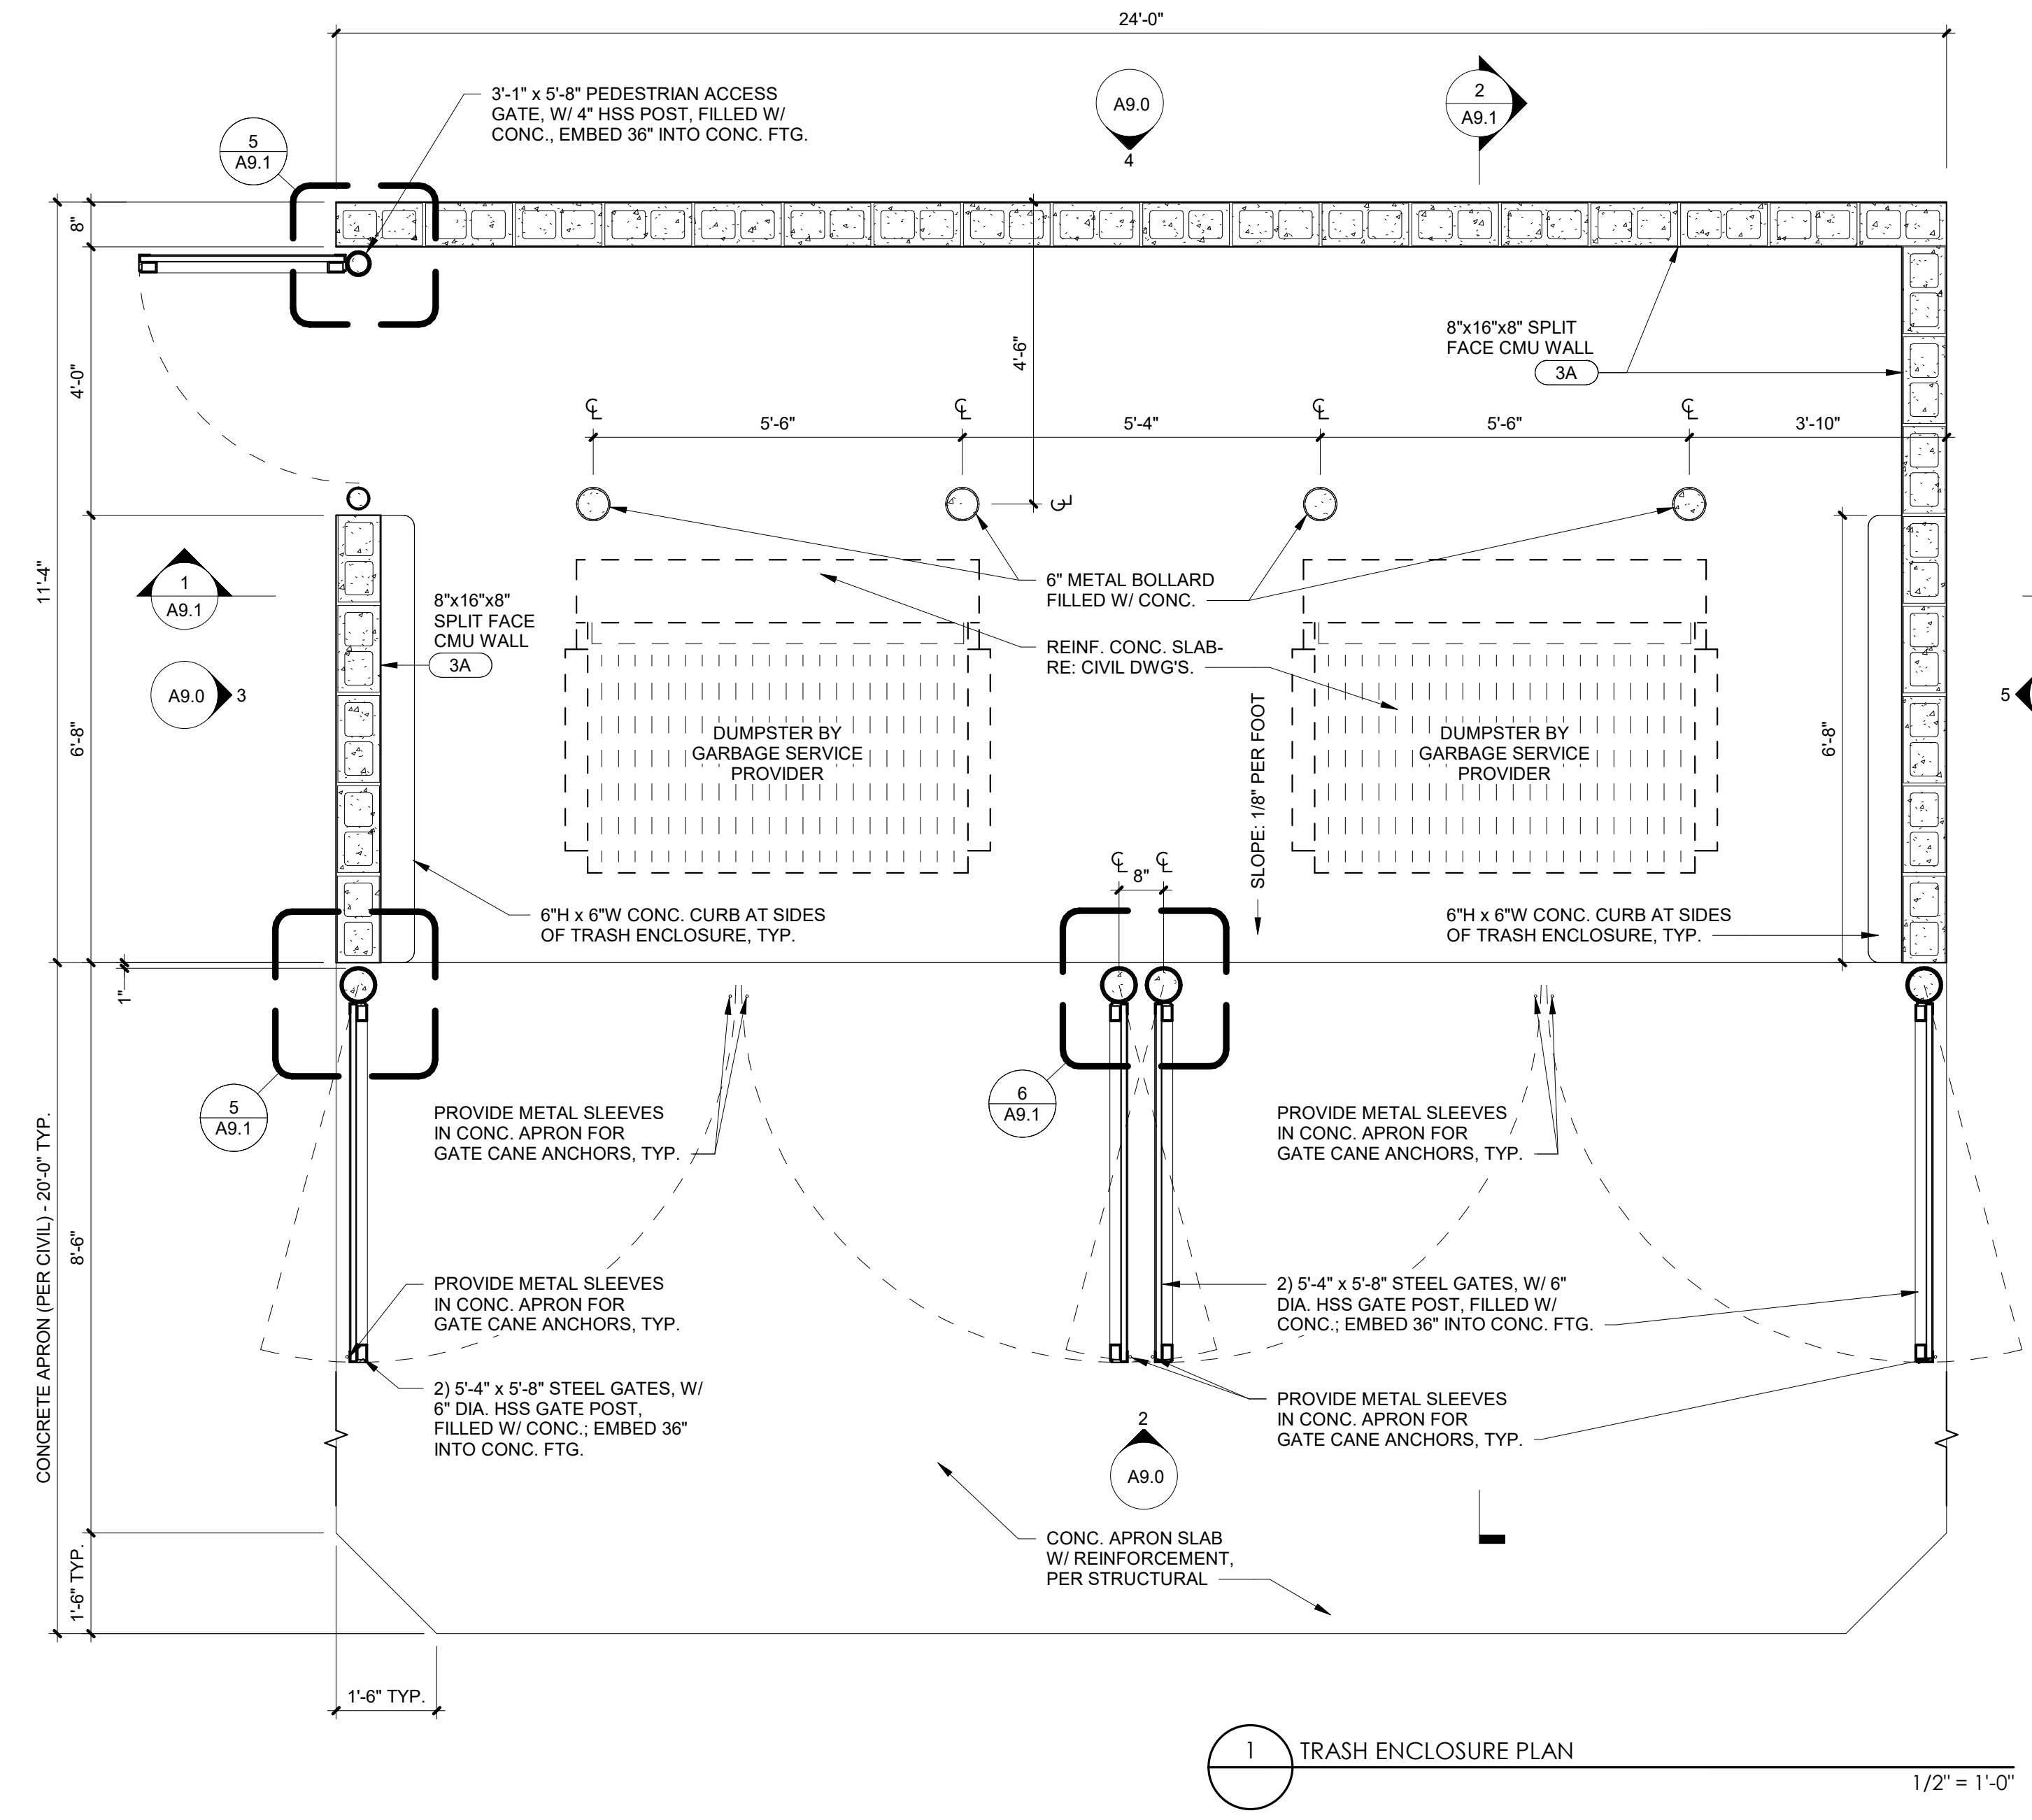 24'-0"
3'-1" x 5'-8" PEDESTRIAN ACCESS
GATE, W/ 4" HSS POST, FILLED W/
CONC., EMBED 36" INTO CONC. FTG.
5
A9.1
A9.0
4
2
A9.1
8"
4'-0"
11'-4"
6'-8"
4'-6"
8"x16"x8" SPLIT
FACE CMU WALL
3A
℄
℄
℄
℄
5'-6"
5'-4"
5'-6"
3'-10"
℄
1
A9.1
A9.0
3
8"x16"x8"
SPLIT FACE
CMU WALL
3A
6" METAL BOLLARD
FILLED W/ CONC.
REINF. CONC. SLAB-
RE: CIVIL DWG'S.
DUMPSTER BY
GARBAGE SERVICE
PROVIDER
SLOPE: 1/8" PER FOOT
DUMPSTER BY
GARBAGE SERVICE
PROVIDER
6'-8"
5
℄
℄
8"
6"H x 6"W CONC. CURB AT SIDES
OF TRASH ENCLOSURE, TYP.
6"H x 6"W CONC. CURB AT SIDES
OF TRASH ENCLOSURE, TYP.
1"
5
A9.1
6
A9.1
PROVIDE METAL SLEEVES
IN CONC. APRON FOR
GATE CANE ANCHORS, TYP.
PROVIDE METAL SLEEVES
IN CONC. APRON FOR
GATE CANE ANCHORS, TYP.
CONCRETE APRON (PER CIVIL) - 20'-0" TYP.
8'-6"
PROVIDE METAL SLEEVES
IN CONC. APRON FOR
GATE CANE ANCHORS, TYP.
2) 5'-4" x 5'-8" STEEL GATES, W/ 6"
DIA. HSS GATE POST, FILLED W/
CONC.; EMBED 36" INTO CONC. FTG.
2) 5'-4" x 5'-8" STEEL GATES, W/
6" DIA. HSS GATE POST,
FILLED W/ CONC.; EMBED 36"
INTO CONC. FTG.
PROVIDE METAL SLEEVES
IN CONC. APRON FOR
GATE CANE ANCHORS, TYP.
2
A9.0
CONC. APRON SLAB
W/ REINFORCEMENT,
PER STRUCTURAL
1'-6" TYP.
1'-6" TYP.
1
TRASH ENCLOSURE PLAN
1/2" = 1'-0"